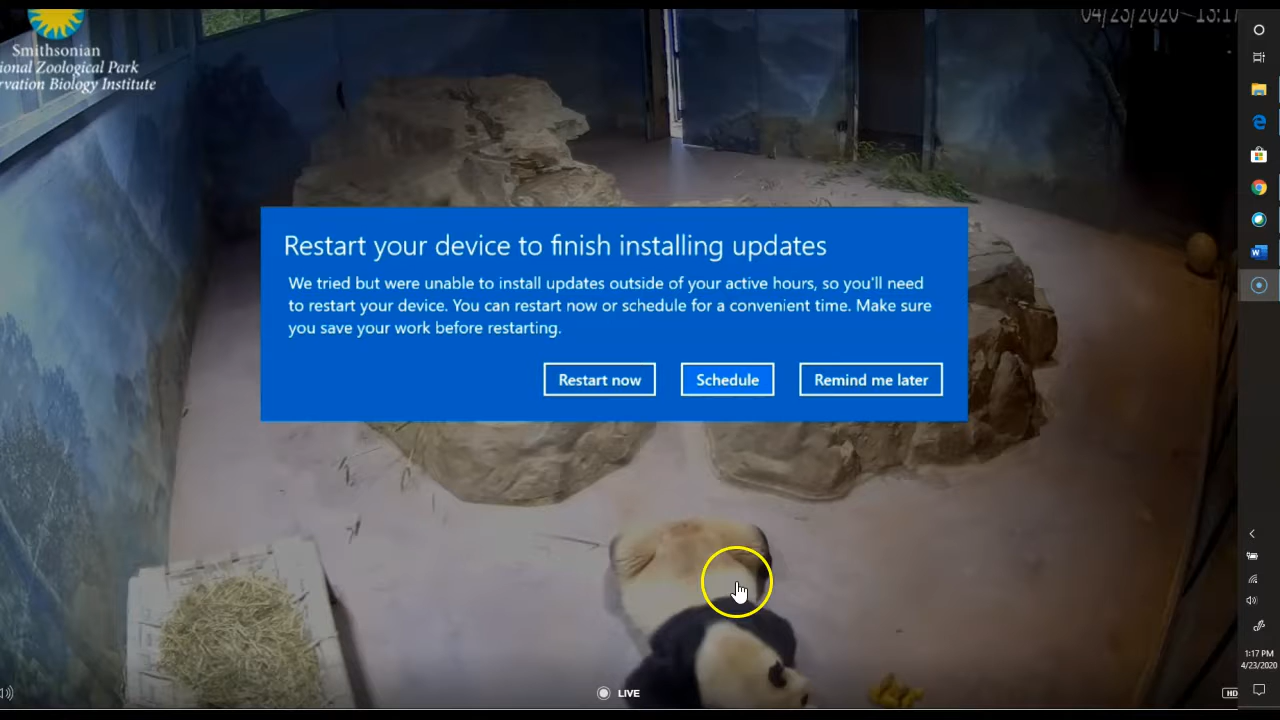 04/23/2020-13:17
Smithsonian
ional Zoological Park
ervation Biology Institute
Restart your device to finish installing updates
We tried but were unable to install updates outside of your active hours, so you'll need
to restart your device. You can restart now or schedule for a convenient time. Make sure
you save your work before restarting.
Restart now
Schedule
Remind me later
LIVE
HD
1:17 PM
4/23/2020